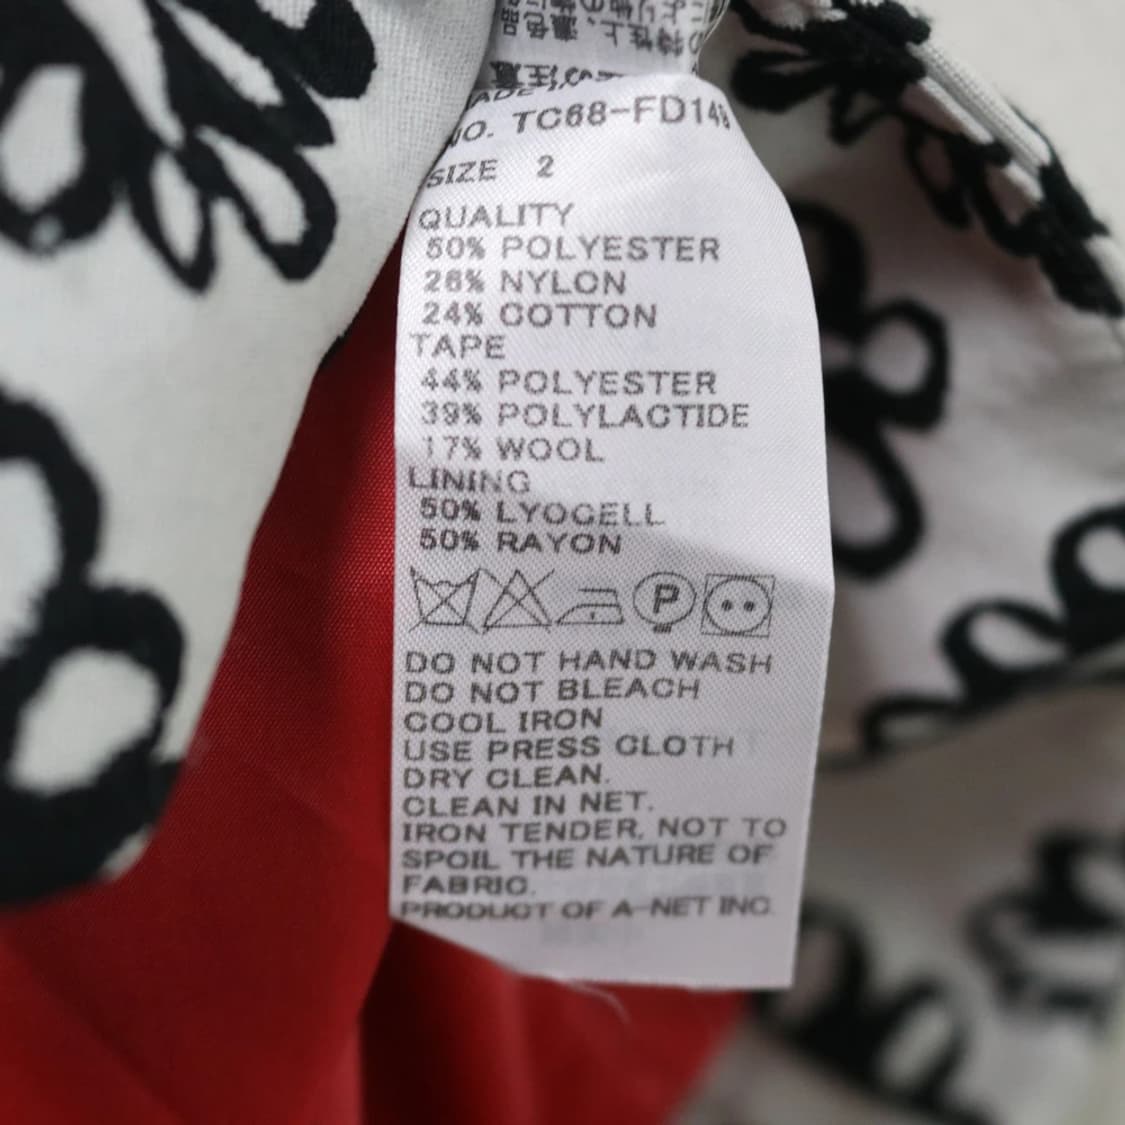 NO. TC68-FD148
SIZE 2
QUALITY
50% POLYESTER
26% NYLON
24% COTTON
TAPE
44% POLYESTER
39% POLYLACTIDE
17% WOOL
LINING
50% LYOCELL
50% RAYON
P
DO NOT HAND WASH
DO NOT BLEACH
COOL IRON
USE PRESS CLOTH
DRY CLEAN.
CLEAN IN NET.
IRON TENDER, NOT TO
SPOIL THE NATURE OF
FABRIC.
PRODUCT OF A-NET INC.